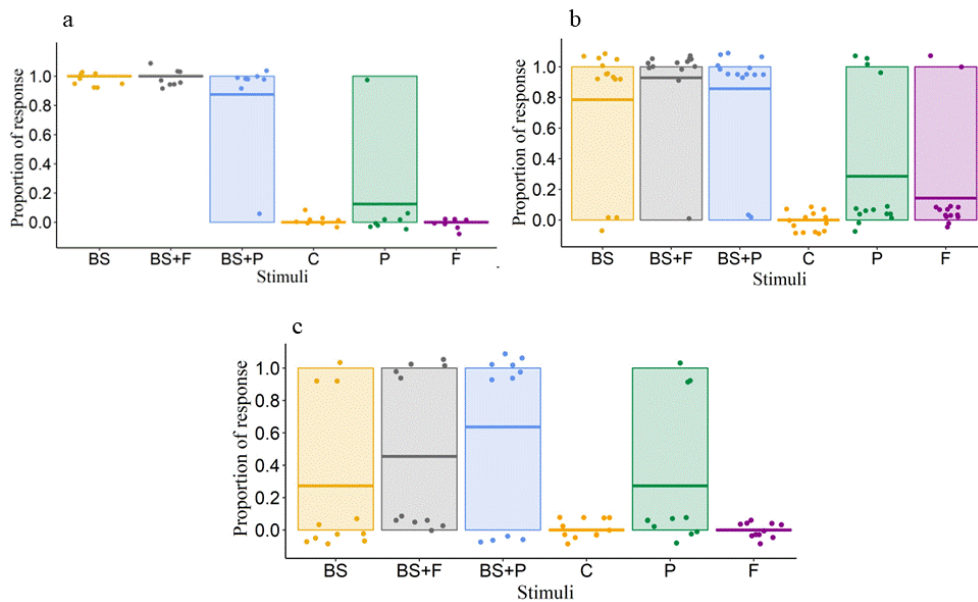 a
Proportion of response
1.0
0.8
0.6
0.4
0.2
0.0
BS BS+F BS+P C P F
Stimuli
b
Proportion of response
1.0
0.8
0.6
0.4
0.2
0.0
BS BS+F BS+P C P F
Stimuli
c
Proportion of response
1.0
0.8
0.6
0.4
0.2
0.0
BS BS+F BS+P C P F
Stimuli